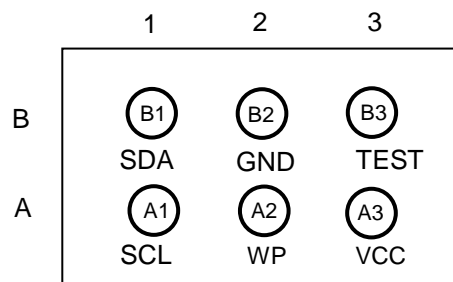 1 2 3
B B1 B2 B3
SDA GND TEST
A A1 A2 A3
SCL WP VCC